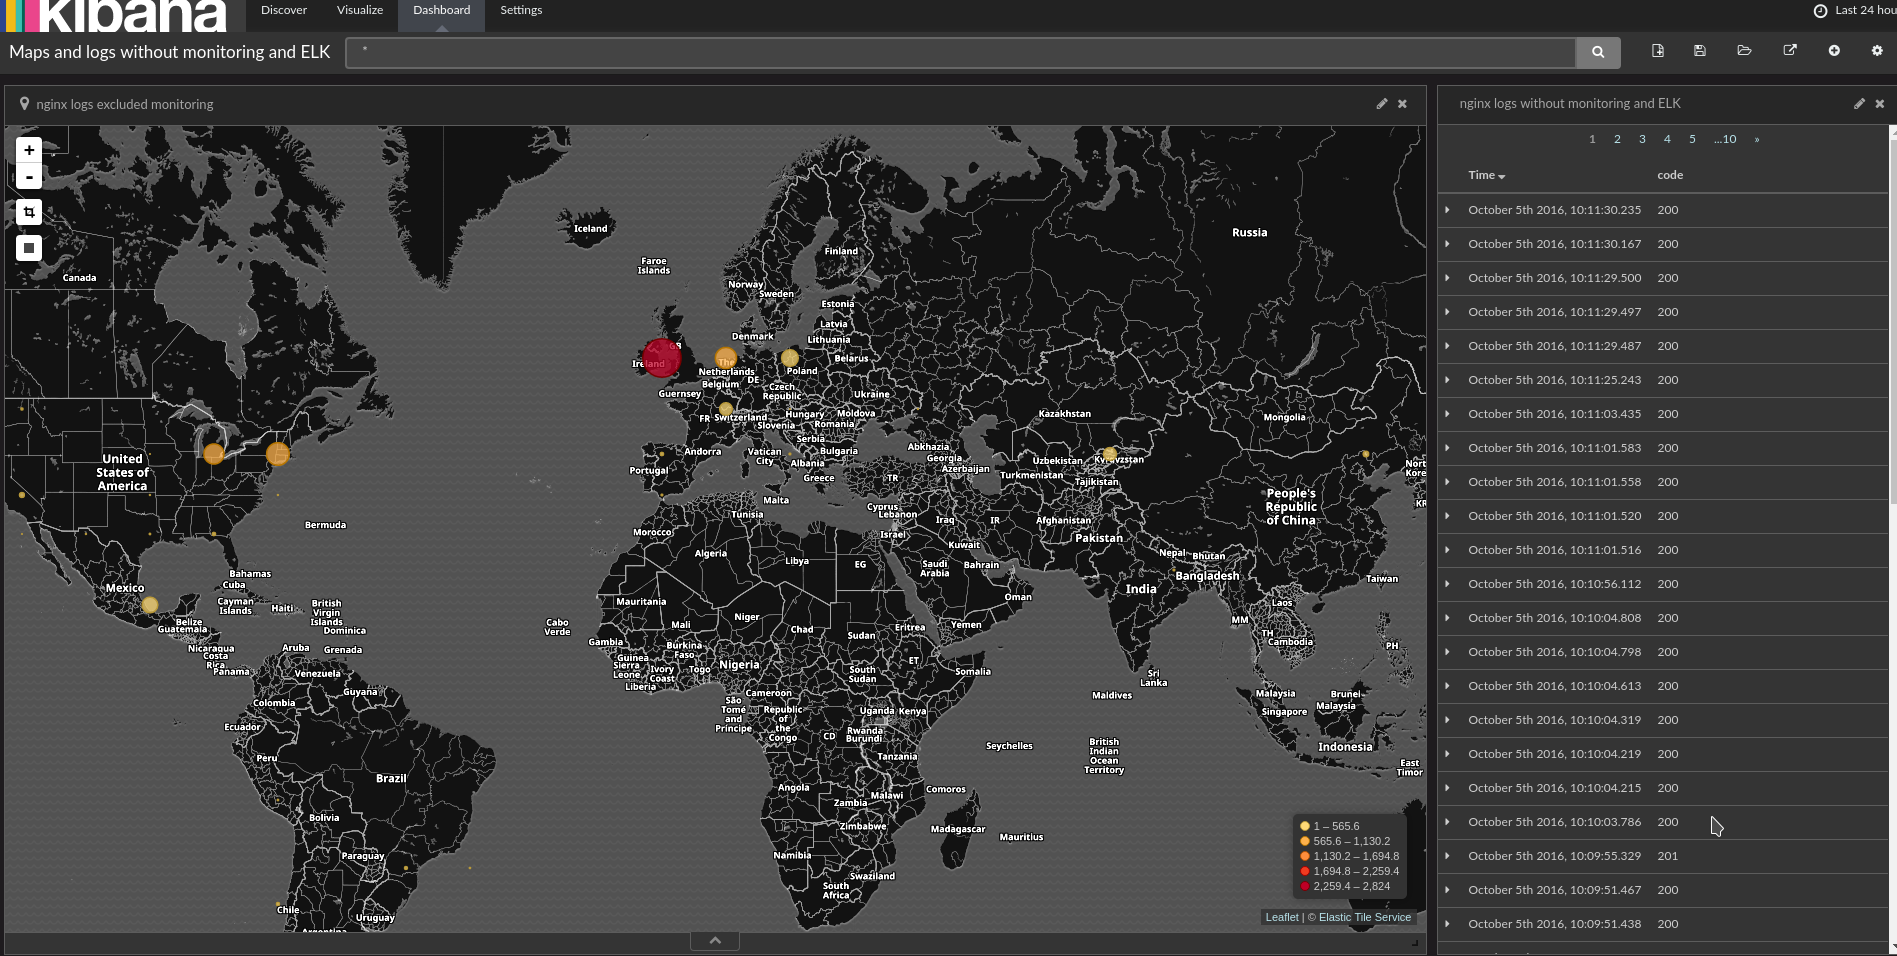 kibana
Discover
Visualize
Dashboard
Settings
Last 24 hou
Maps and logs without monitoring and ELK
*
nginx logs excluded monitoring
+
-
Iceland
Russia
Finland
Faroe
Islands
Canada
Norway
Sweden
Estonia
Latvia
Lithuania
Denmark
GB
Ireland
The
Netherlands
Poland
Belarus
Belgium
DE
Czech
Republic
Guernsey
Ukraine
FR
Switzerland
Hungary
Moldova
Romania
Slovenia
Kazakhstan
Mongolia
Serbia
Bulgaria
Andorra
Vatican
City
Albania
Greece
Abkhazia
Georgia
Azerbaijan
Uzbekistan
Kyrgyzstan
Turkmenistan
Tajikistan
United
States of
America
Portugal
TR
Nort
Kore
KR
Malta
Tunisia
Cyprus
Lebanon
People's
Republic
of China
Bermuda
Morocco
Israel
Iraq
IR
Afghanistan
Pakistan
Algeria
Libya
EG
Kuwait
Saudi
Arabia
Bahrain
Nepal
Bhutan
Bangladesh
Taiwan
India
Bahamas
Cuba
Mexico
Cayman
Islands
Haiti
British
Virgin
Islands
Dominica
Belize
Guatemala
Mauritania
Oman
Laos
Cabo
Verde
Mali
Niger
Chad
Sudan
Eritrea
Yemen
MM
TH
Cambodia
PH
Nicaragua
Costa
Rica
Panama
Aruba
Grenada
Gambia
Guinea
Sierra
Leone
Liberia
Burkina
Faso
Ivory
Coast
Togo
Nigeria
ET
South
Sudan
Somalia
Sri
Lanka
Venezuela
Guyana
Colombia
Cameroon
Maldives
Malaysia
Brunei
Malaysia
Singapore
São
Tomé
and
Príncipe
Republic
of
the
Congo
Uganda
Kenya
Ecuador
CD
Rwanda
Burundi
Seychelles
British
Indian
Ocean
Territory
Indonesia
Peru
Tanzania
East
Timor
Brazil
Angola
Malawi
Comoros
Zambia
Bolivia
Zimbabwe
Madagascar
Mauritius
Paraguay
Namibia
Swaziland
South
Africa
Chile
Uruguay
Argentina
1 – 565.6
565.6 – 1,130.2
1,130.2 – 1,694.8
1,694.8 – 2,259.4
2,259.4 – 2,824
Leaflet | © Elastic Tile Service
nginx logs without monitoring and ELK
1 2 3 4 5 ...10 »
Time code
October 5th 2016, 10:11:30.235 200
October 5th 2016, 10:11:30.167 200
October 5th 2016, 10:11:29.500 200
October 5th 2016, 10:11:29.497 200
October 5th 2016, 10:11:29.487 200
October 5th 2016, 10:11:25.243 200
October 5th 2016, 10:11:03.435 200
October 5th 2016, 10:11:01.583 200
October 5th 2016, 10:11:01.558 200
October 5th 2016, 10:11:01.520 200
October 5th 2016, 10:11:01.516 200
October 5th 2016, 10:10:56.112 200
October 5th 2016, 10:10:04.808 200
October 5th 2016, 10:10:04.798 200
October 5th 2016, 10:10:04.613 200
October 5th 2016, 10:10:04.319 200
October 5th 2016, 10:10:04.219 200
October 5th 2016, 10:10:04.215 200
October 5th 2016, 10:10:03.786 200
October 5th 2016, 10:09:55.329 201
October 5th 2016, 10:09:51.467 200
October 5th 2016, 10:09:51.438 200